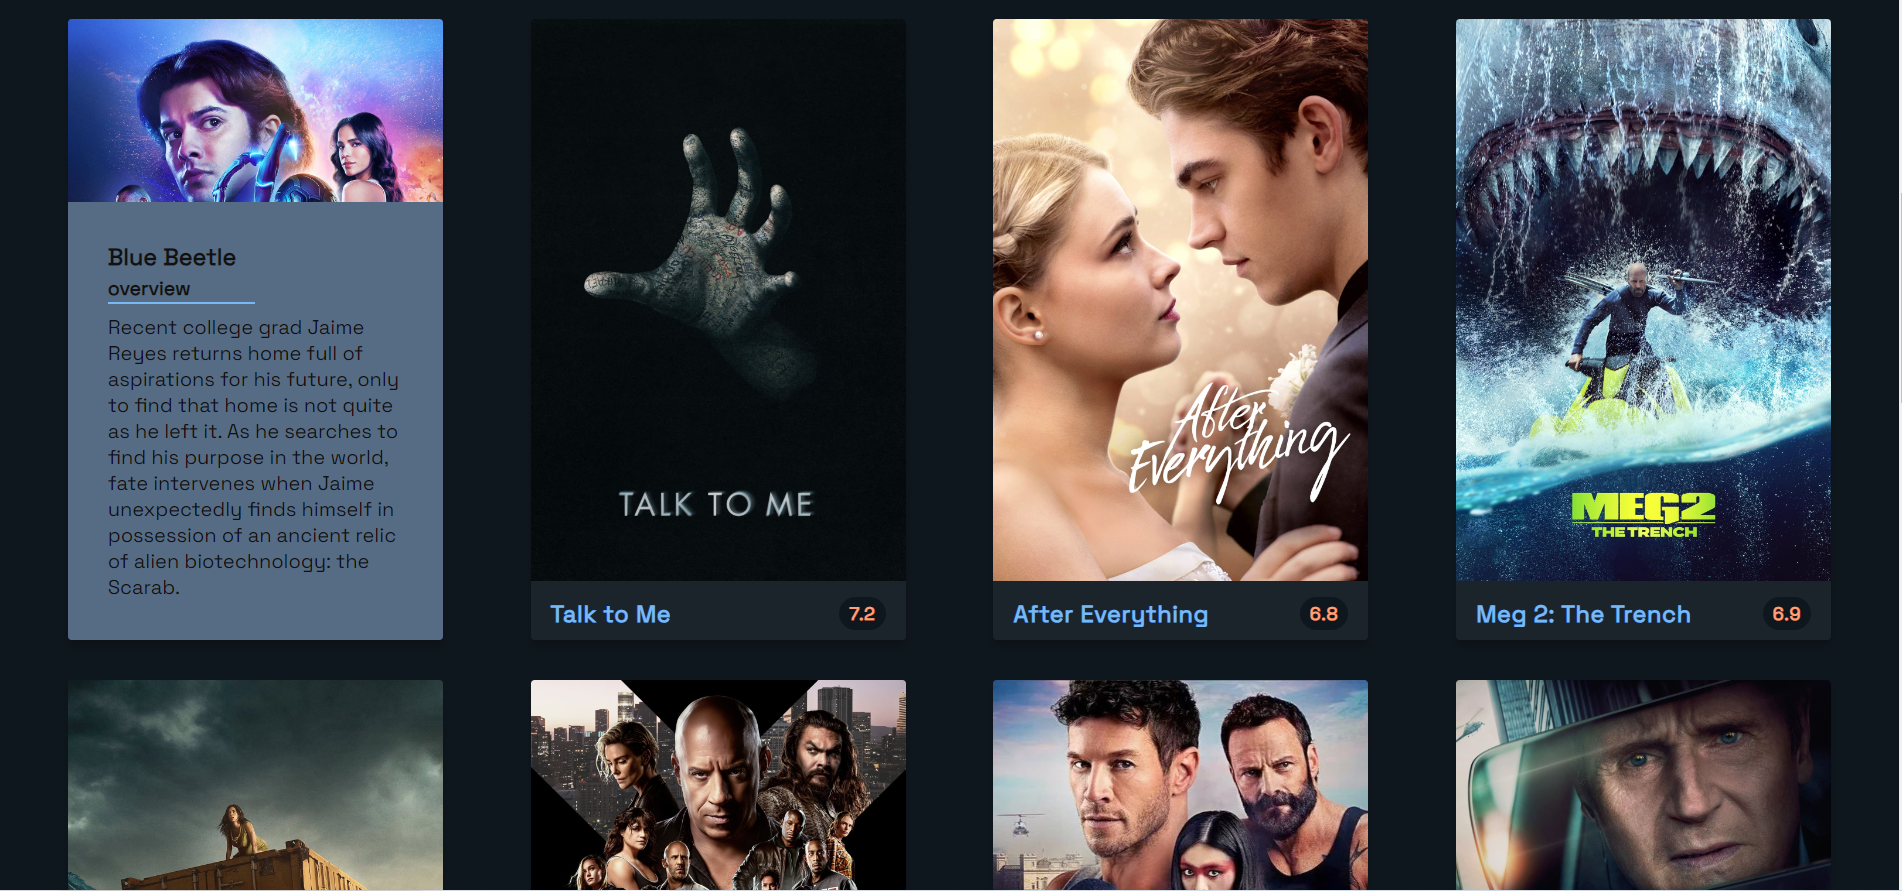 Blue Beetle
overview
Recent college grad Jaime
Reyes returns home full of
aspirations for his future, only
to find that home is not quite
as he left it. As he searches to
find his purpose in the world,
fate intervenes when Jaime
unexpectedly finds himself in
possession of an ancient relic
of alien biotechnology: the
Scarab.
TALK TO ME
Talk to Me
7.2
After
Everything
After Everything
6.8
MEG2
THE TRENCH
Meg 2: The Trench
6.9